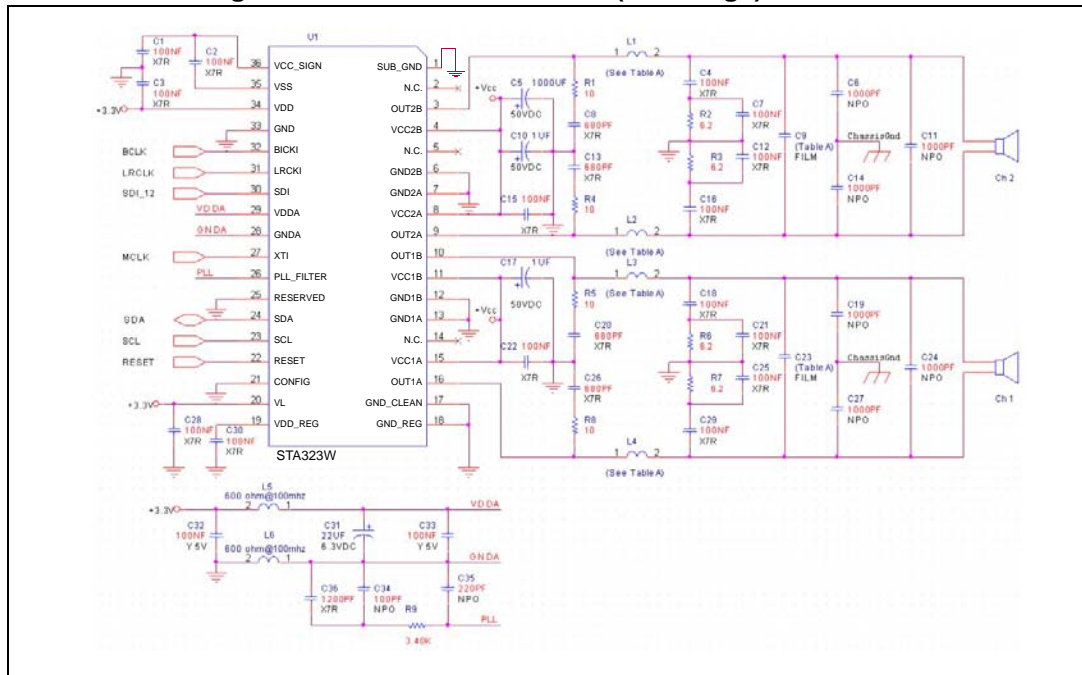 U1
C1
100NF
X7R
C2
100NF
X7R
C3
100NF
X7R
+3.3V
BCLK
LRCLK
SDI_12
VDDA
GNDA
MCLK
PLL
SDA
SCL
RESET
+3.3V
C28
100NF
X7R
C30
100NF
X7R
36 VCC_SIGN
35 VSS
34 VDD
33 GND
32 BICKI
31 LRCKI
30 SDI
29 VDDA
28 GNDA
27 XTI
26 PLL_FILTER
25 RESERVED
24 SDA
23 SCL
22 RESET
21 CONFIG
20 VL
19 VDD_REG
SUB_GND 1
N.C. 2
OUT2B 3
VCC2B 4
N.C. 5
GND2B 6
GND2A 7
VCC2A 8
OUT2A 9
OUT1B 10
VCC1B 11
GND1B 12
GND1A 13
N.C. 14
VCC1A 15
OUT1A 16
GND_CLEAN 17
GND_REG 18
STA323W
+Vcc
C5 1000UF
50VDC
C10 1UF
50VDC
C15 100NF
X7R
R1
10
C8
680PF
X7R
C13
680PF
X7R
R4
10
L1
1 2
(See Table A)
C4
100NF
X7R
R2
6.2
C7
100NF
X7R
R3
6.2
C12
100NF
X7R
C16
100NF
X7R
C9
(Table A)
FILM
C6
1000PF
NPO
ChassisGnd
C14
1000PF
NPO
C11
1000PF
NPO
Ch 2
L2
1 2
(See Table A)
C17 1UF
50VDC
+Vcc
C22 100NF
X7R
R5
10
C20
680PF
X7R
C26
680PF
X7R
R8
10
L3
1 2
(See Table A)
C18
100NF
X7R
R6
6.2
C21
100NF
X7R
R7
6.2
C25
100NF
X7R
C29
100NF
X7R
C23
(Table A)
FILM
C19
1000PF
NPO
ChassisGnd
C27
1000PF
NPO
C24
1000PF
NPO
Ch 1
L4
1 2
(See Table A)
L5
600 ohm@100mhz
2 1
+3.3V
VDDA
C32
100NF
Y5V
C31
22UF
6.3VDC
C33
100NF
Y5V
L6
600 ohm@100mhz
2 1
GNDA
C36
1200PF
X7R
C34
100PF
NPO
C35
220PF
NPO
R9
3.40K
PLL